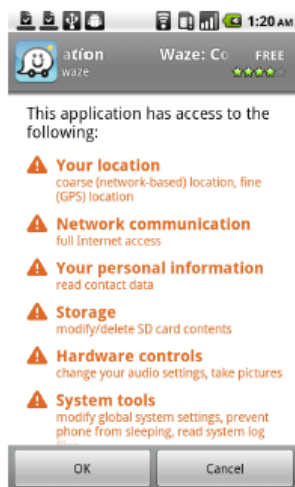 1:20 AM
ation Waze: Co FREE
waze
This application has access to the
following:
Your location
coarse (network-based) location, fine
(GPS) location
Network communication
full Internet access
Your personal information
read contact data
Storage
modify/delete SD card contents
Hardware controls
change your audio settings, take pictures
System tools
modify global system settings, prevent
phone from sleeping, read system log
OK Cancel